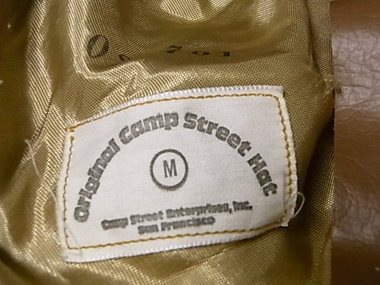 Original Camp Street Hat
M
Camp Street Enterprises, Inc.
San Francisco